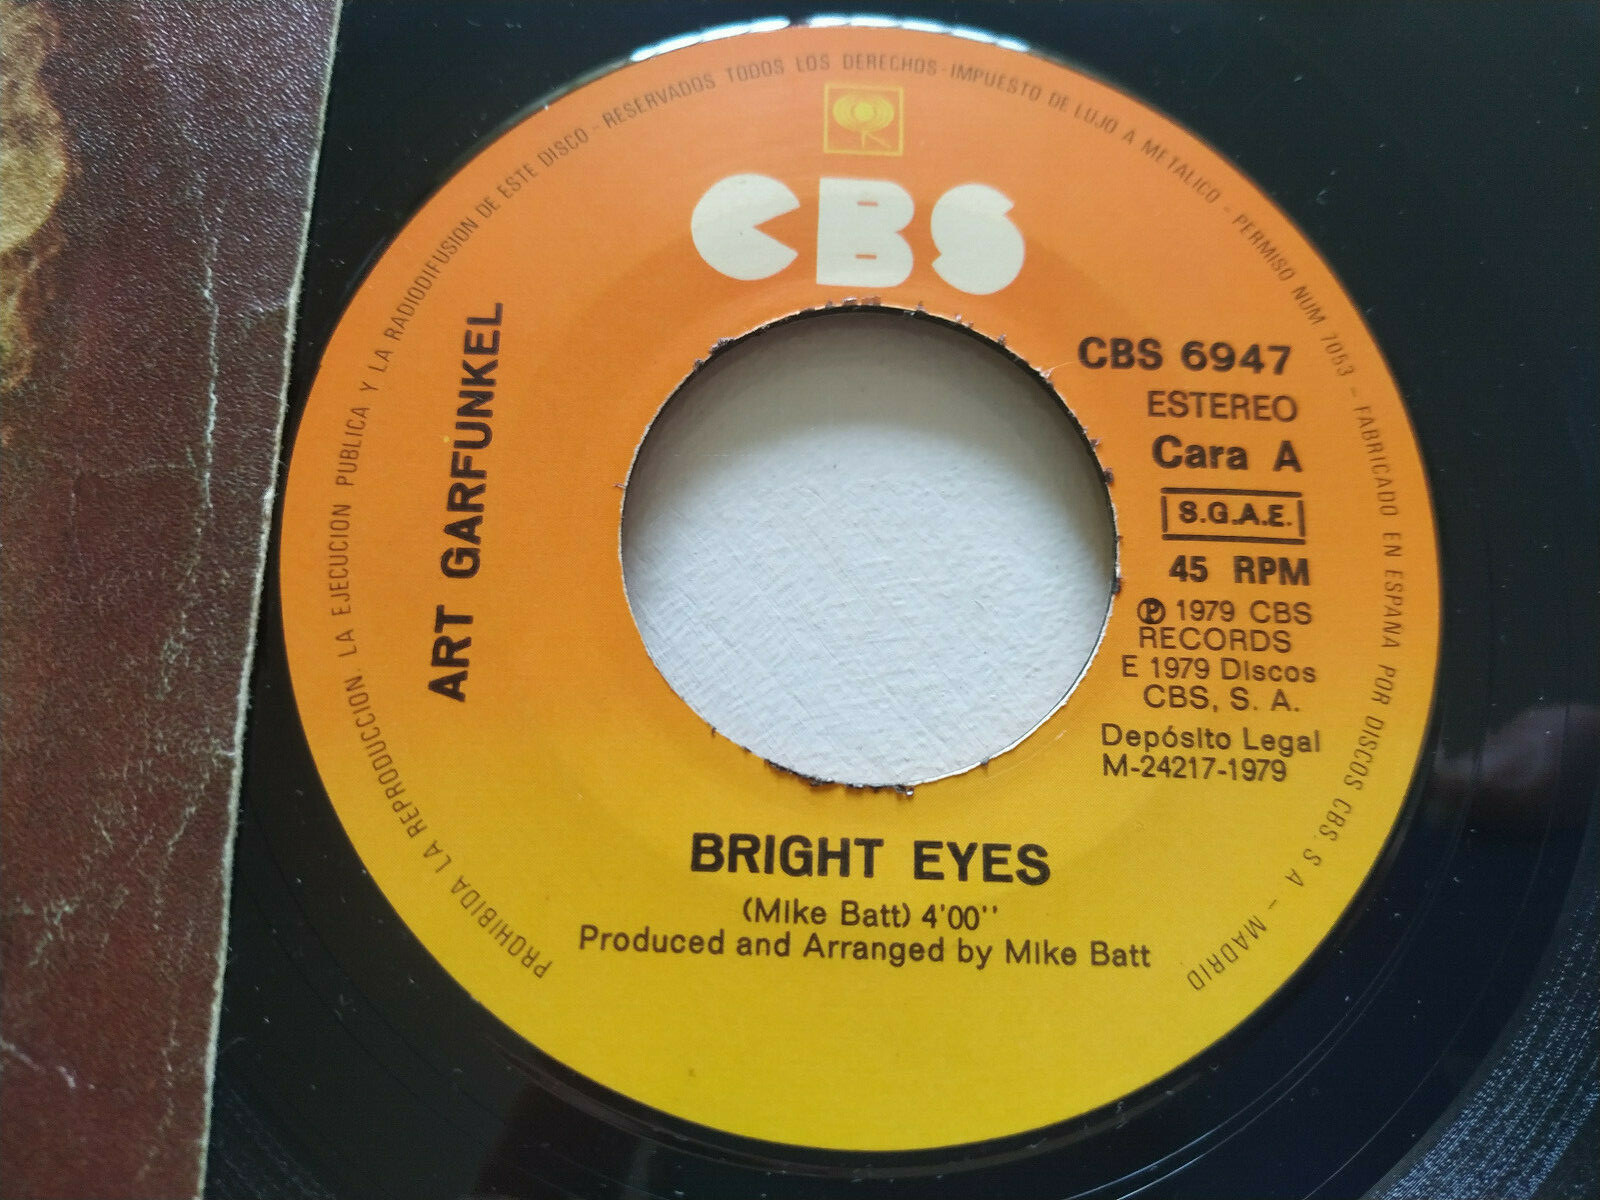 PROHIBIDA LA REPRODUCCION, LA EJECUCION PUBLICA Y LA RADIODIFUSION DE ESTE DISCO - RESERVADOS TODOS LOS DERECHOS - IMPUESTO DE LUJO A METALICO - PERMISO NUM 7053 - FABRICADO EN ESPAÑA POR DISCOS CBS. S A - MADRID
CBS
ART GARFUNKEL
CBS 6947
ESTEREO
Cara A
S.G.A.E.
45 RPM
Ⓟ 1979 CBS
RECORDS
E 1979 Discos
CBS, S. A.
Depósito Legal
M-24217-1979
BRIGHT EYES
(Mike Batt) 4'00''
Produced and Arranged by Mike Batt